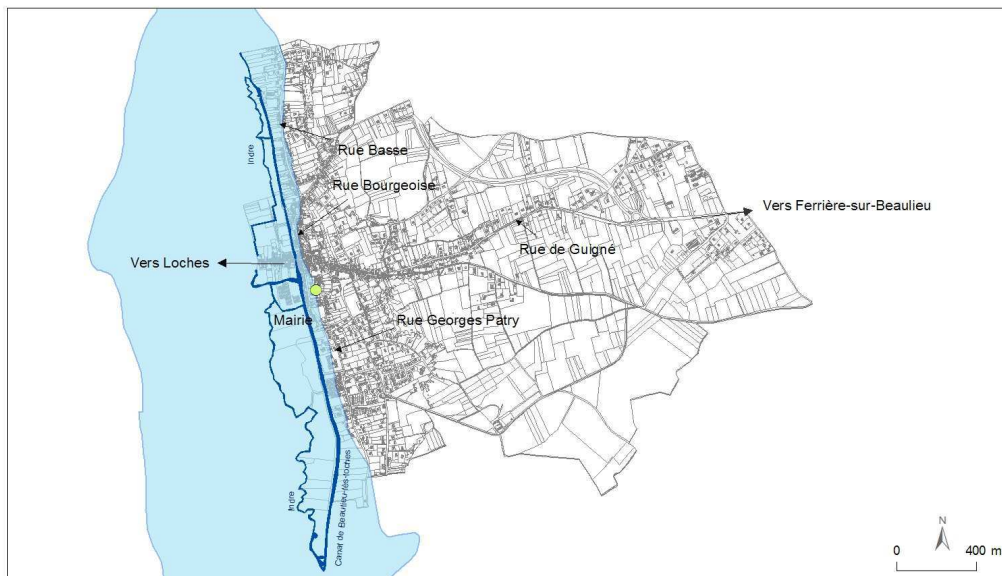 Rue Basse
Indre
Rue Bourgeoise
Vers Ferrière-sur-Beaulieu
Rue de Guigné
Vers Loches
Mairie
Rue Georges Patry
Indre
Canal de Beaulieu-lès-loches
N
0 400 m